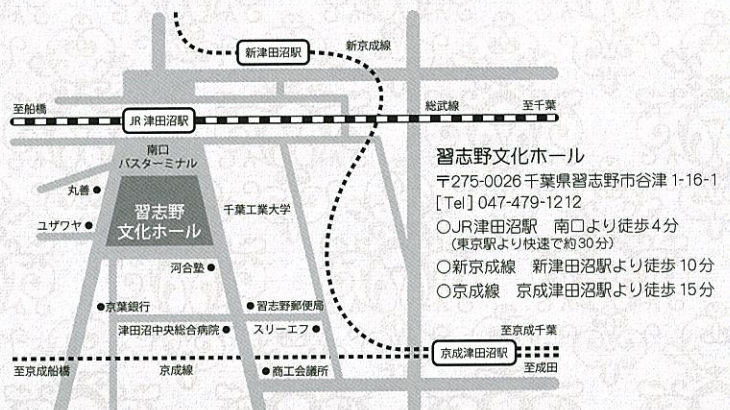 新津田沼駅
新京成線
至船橋
JR 津田沼駅
総武線
至千葉
南口
バスターミナル
丸善
ユザワヤ
習志野
文化ホール
千葉工業大学
河合塾
京葉銀行
習志野郵便局
津田沼中央総合病院
スリーエフ
至京成船橋
京成線
商工会議所
京成津田沼駅
至京成千葉
至成田
習志野文化ホール
〒275-0026 千葉県習志野市谷津 1-16-1
[Tel] 047-479-1212
○JR津田沼駅 南口より徒歩4分
(東京駅より快速で約30分)
○新京成線 新津田沼駅より徒歩10分
○京成線 京成津田沼駅より徒歩15分